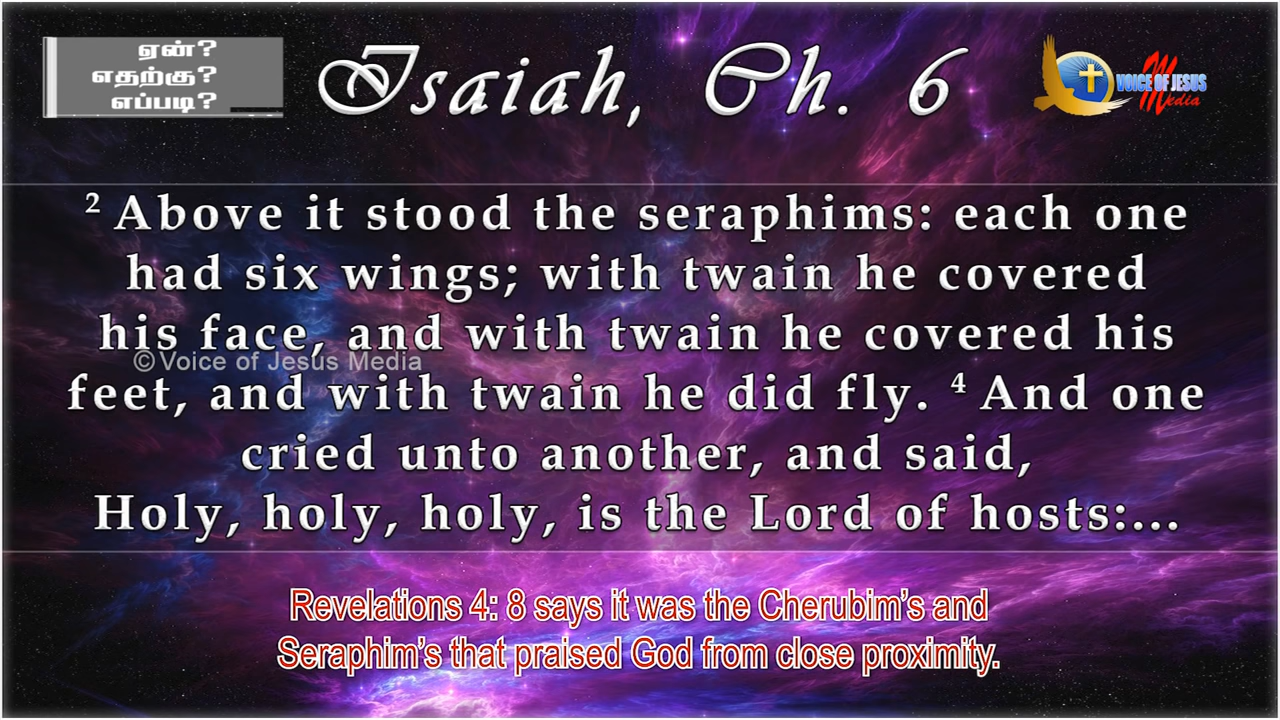 ஏன்?
எதற்கு?
எப்படி?
Isaiah, Ch. 6
VOICE OF JESUS
Media
² Above it stood the seraphims: each one
had six wings; with twain he covered
his face, and with twain he covered his
© Voice of Jesus Media
feet, and with twain he did fly. ⁴ And one
cried unto another, and said,
Holy, holy, holy, is the Lord of hosts:...
Revelations 4: 8 says it was the Cherubim’s and
Seraphim’s that praised God from close proximity.